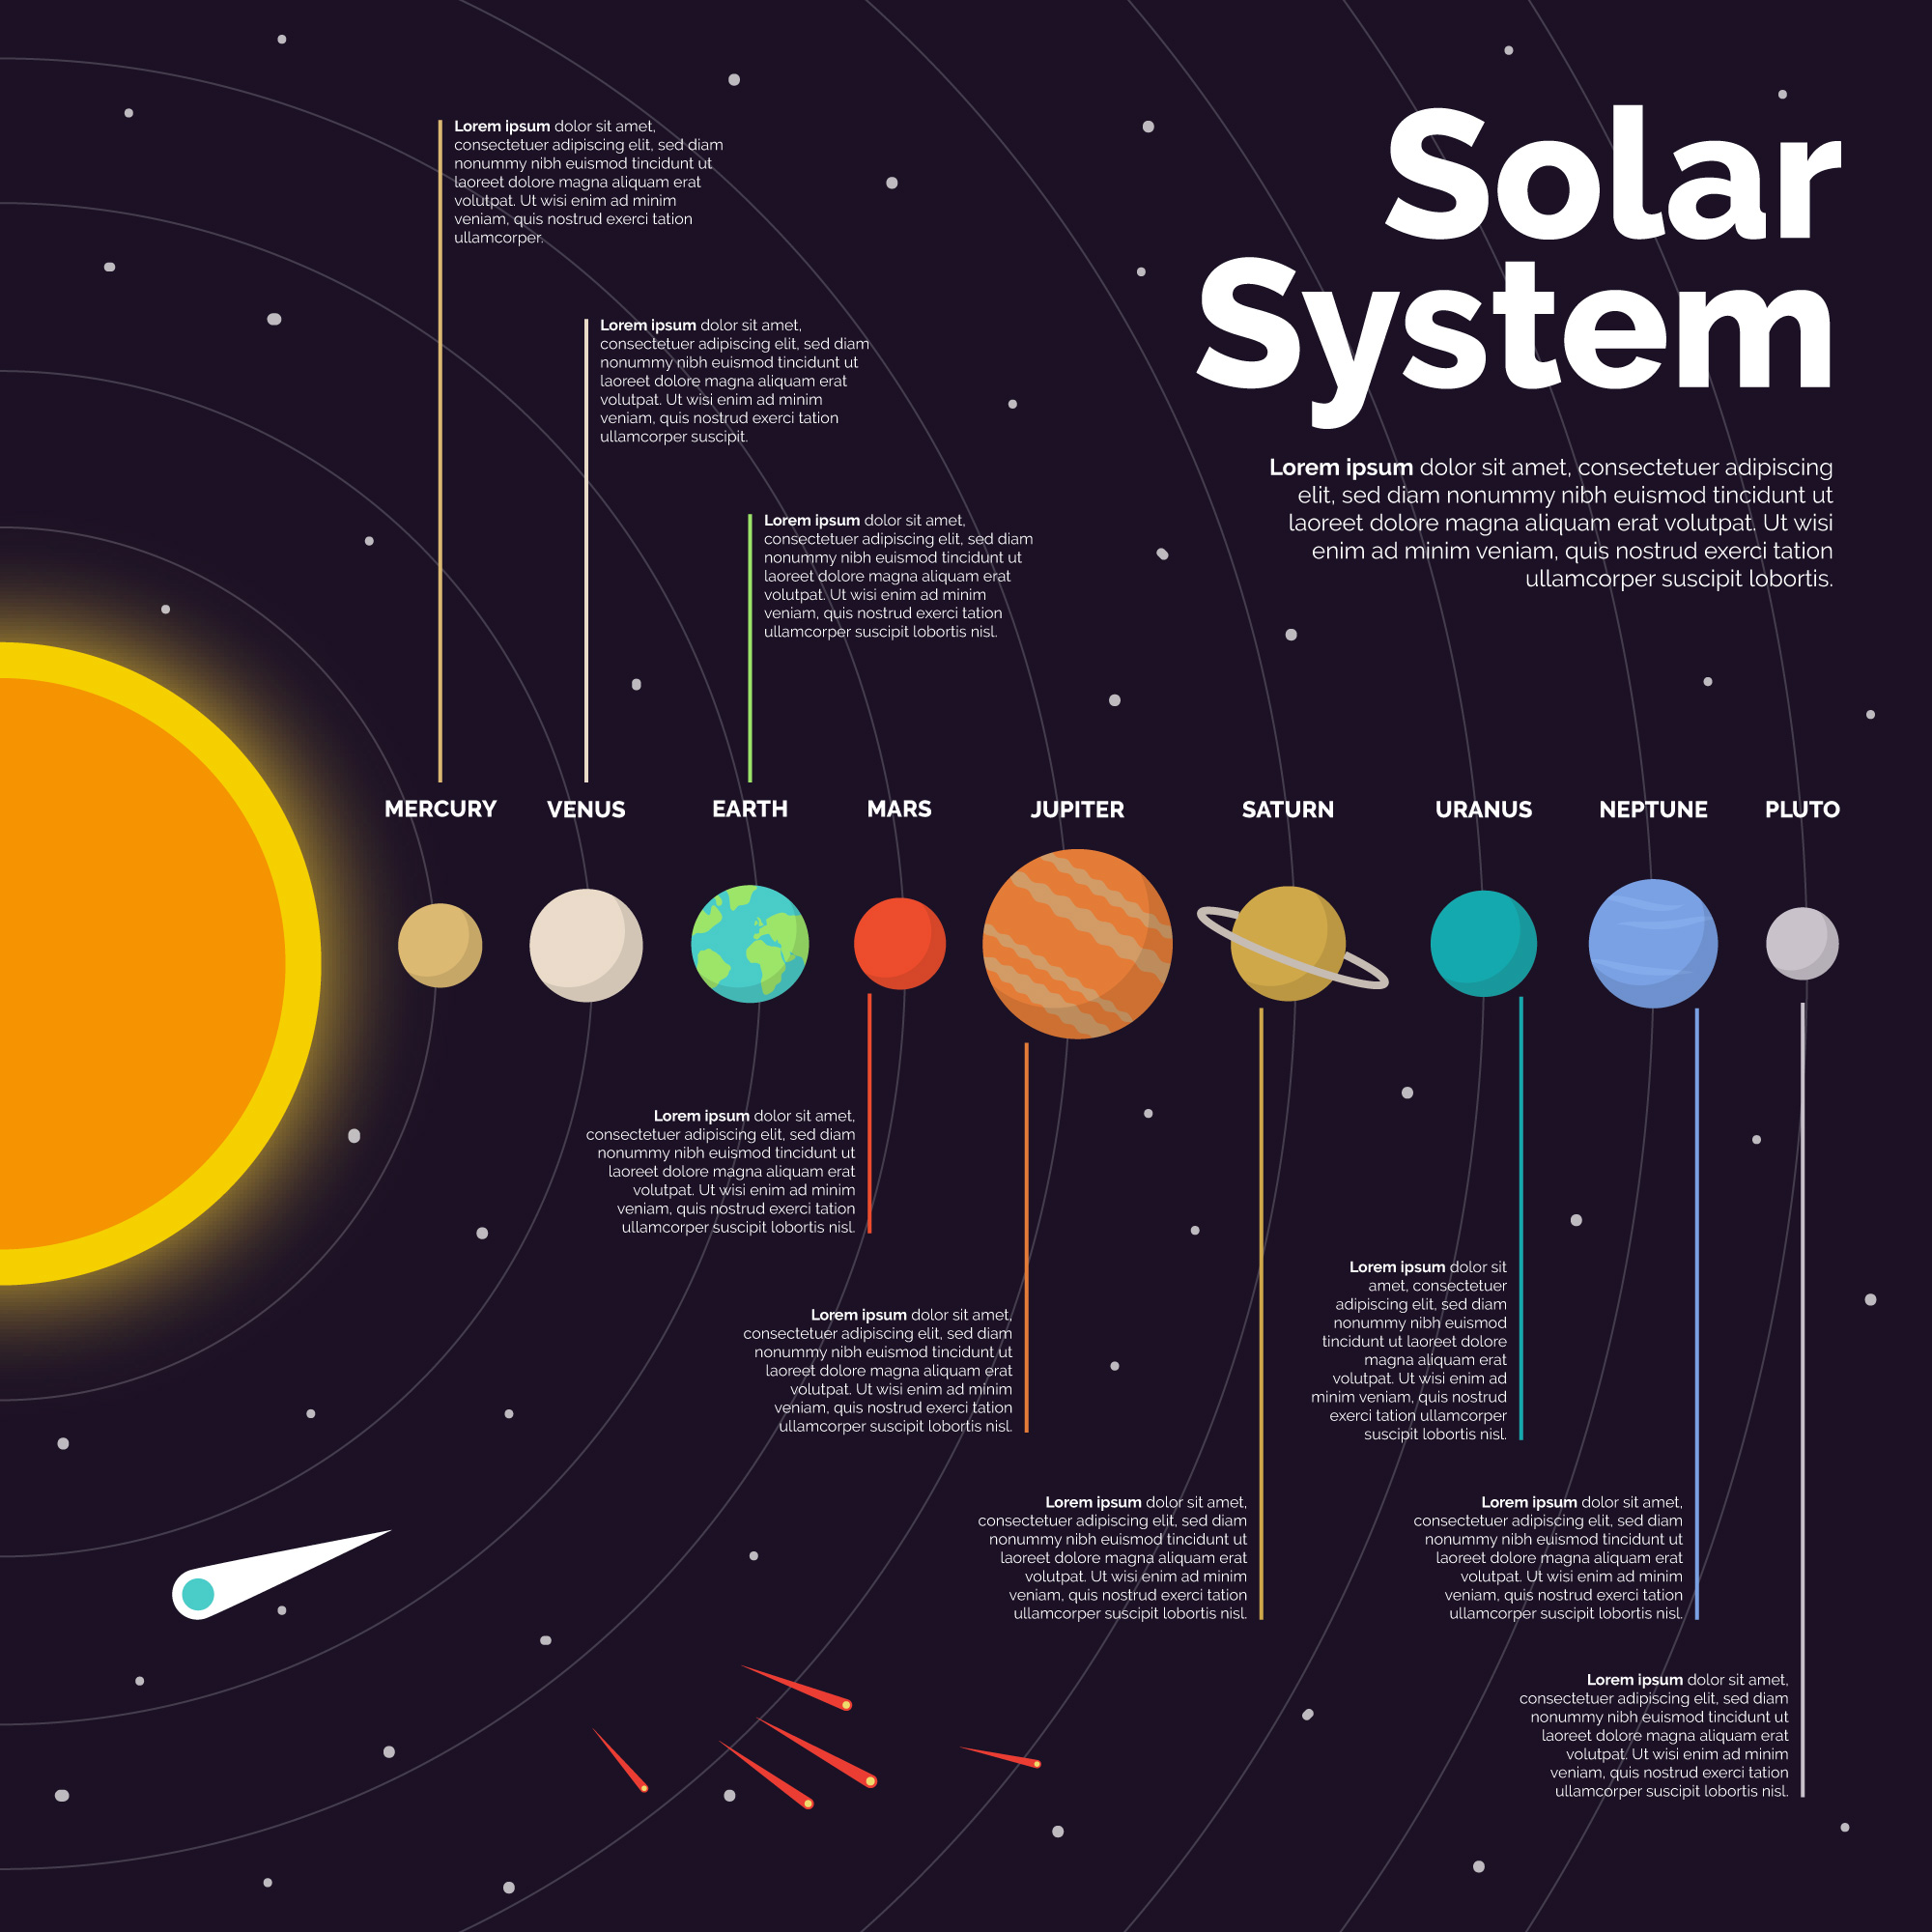 Solar
System
Lorem ipsum dolor sit amet, consectetuer adipiscing
elit, sed diam nonummy nibh euismod tincidunt ut
laoreet dolore magna aliquam erat volutpat. Ut wisi
enim ad minim veniam, quis nostrud exerci tation
ullamcorper suscipit lobortis.
Lorem ipsum dolor sit amet,
consectetuer adipiscing elit, sed diam
nonummy nibh euismod tincidunt ut
laoreet dolore magna aliquam erat
volutpat. Ut wisi enim ad minim
veniam, quis nostrud exerci tation
ullamcorper.
Lorem ipsum dolor sit amet,
consectetuer adipiscing elit, sed diam
nonummy nibh euismod tincidunt ut
laoreet dolore magna aliquam erat
volutpat. Ut wisi enim ad minim
veniam, quis nostrud exerci tation
ullamcorper suscipit.
Lorem ipsum dolor sit amet,
consectetuer adipiscing elit, sed diam
nonummy nibh euismod tincidunt ut
laoreet dolore magna aliquam erat
volutpat. Ut wisi enim ad minim
veniam, quis nostrud exerci tation
ullamcorper suscipit lobortis nisl.
MERCURY
VENUS
EARTH
MARS
JUPITER
SATURN
URANUS
NEPTUNE
PLUTO
Lorem ipsum dolor sit amet,
consectetuer adipiscing elit, sed diam
nonummy nibh euismod tincidunt ut
laoreet dolore magna aliquam erat
volutpat. Ut wisi enim ad minim
veniam, quis nostrud exerci tation
ullamcorper suscipit lobortis nisl.
Lorem ipsum dolor sit amet,
consectetuer adipiscing elit, sed diam
nonummy nibh euismod tincidunt ut
laoreet dolore magna aliquam erat
volutpat. Ut wisi enim ad minim
veniam, quis nostrud exerci tation
ullamcorper suscipit lobortis nisl.
Lorem ipsum dolor sit amet,
consectetuer adipiscing elit, sed diam
nonummy nibh euismod tincidunt ut
laoreet dolore magna aliquam erat
volutpat. Ut wisi enim ad minim
veniam, quis nostrud exerci tation
ullamcorper suscipit lobortis nisl.
Lorem ipsum dolor sit
amet, consectetuer
adipiscing elit, sed diam
nonummy nibh euismod
tincidunt ut laoreet dolore
magna aliquam erat
volutpat. Ut wisi enim ad
minim veniam, quis nostrud
exerci tation ullamcorper
suscipit lobortis nisl.
Lorem ipsum dolor sit amet,
consectetuer adipiscing elit, sed diam
nonummy nibh euismod tincidunt ut
laoreet dolore magna aliquam erat
volutpat. Ut wisi enim ad minim
veniam, quis nostrud exerci tation
ullamcorper suscipit lobortis nisl.
Lorem ipsum dolor sit amet,
consectetuer adipiscing elit, sed diam
nonummy nibh euismod tincidunt ut
laoreet dolore magna aliquam erat
volutpat. Ut wisi enim ad minim
veniam, quis nostrud exerci tation
ullamcorper suscipit lobortis nisl.